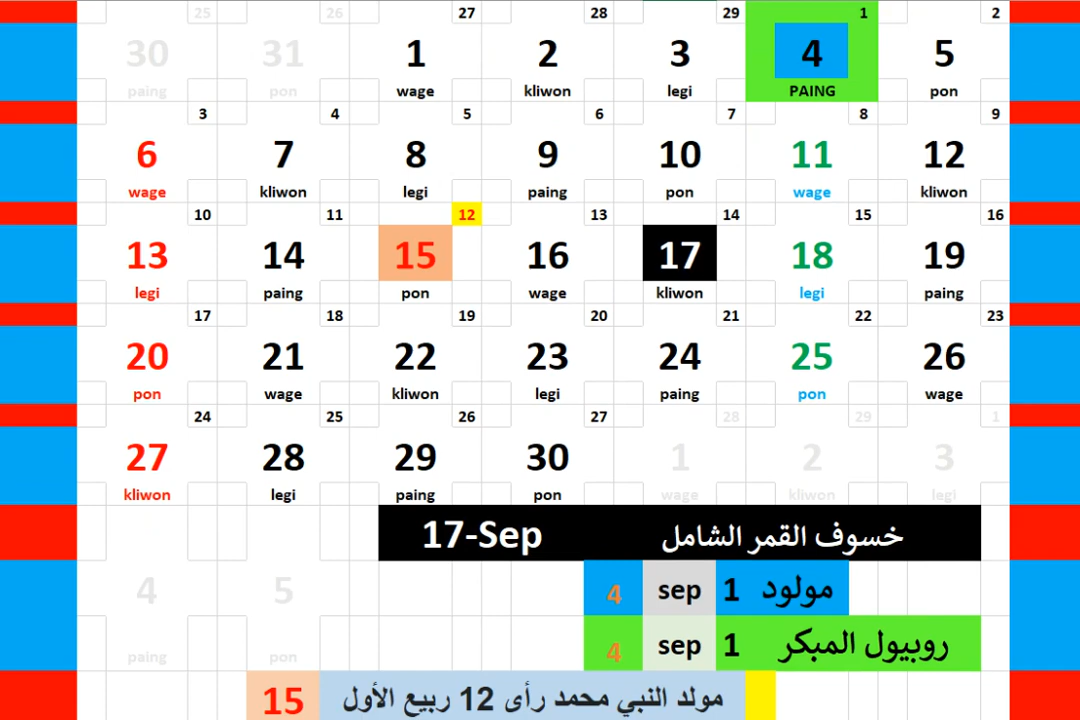 25 26 27 28 29 1 2
30 31 1 2 3 4 5
paing pon wage kliwon legi PAING pon
3 4 5 6 7 8 9
6 7 8 9 10 11 12
wage kliwon legi paing pon wage kliwon
10 11 12 13 14 15 16
13 14 15 16 17 18 19
legi paing pon wage kliwon legi paing
17 18 19 20 21 22 23
20 21 22 23 24 25 26
pon wage kliwon legi paing pon wage
24 25 26 27 28 29 1
27 28 29 30 1 2 3
kliwon legi paing pon wage kliwon legi
17-Sep خسوف القمر الشامل
4 5
4 sep 1 مولود
4 sep 1 روبيول المبكر
paing pon
15 مولد النبي محمد رأى 12 ربيع الأول